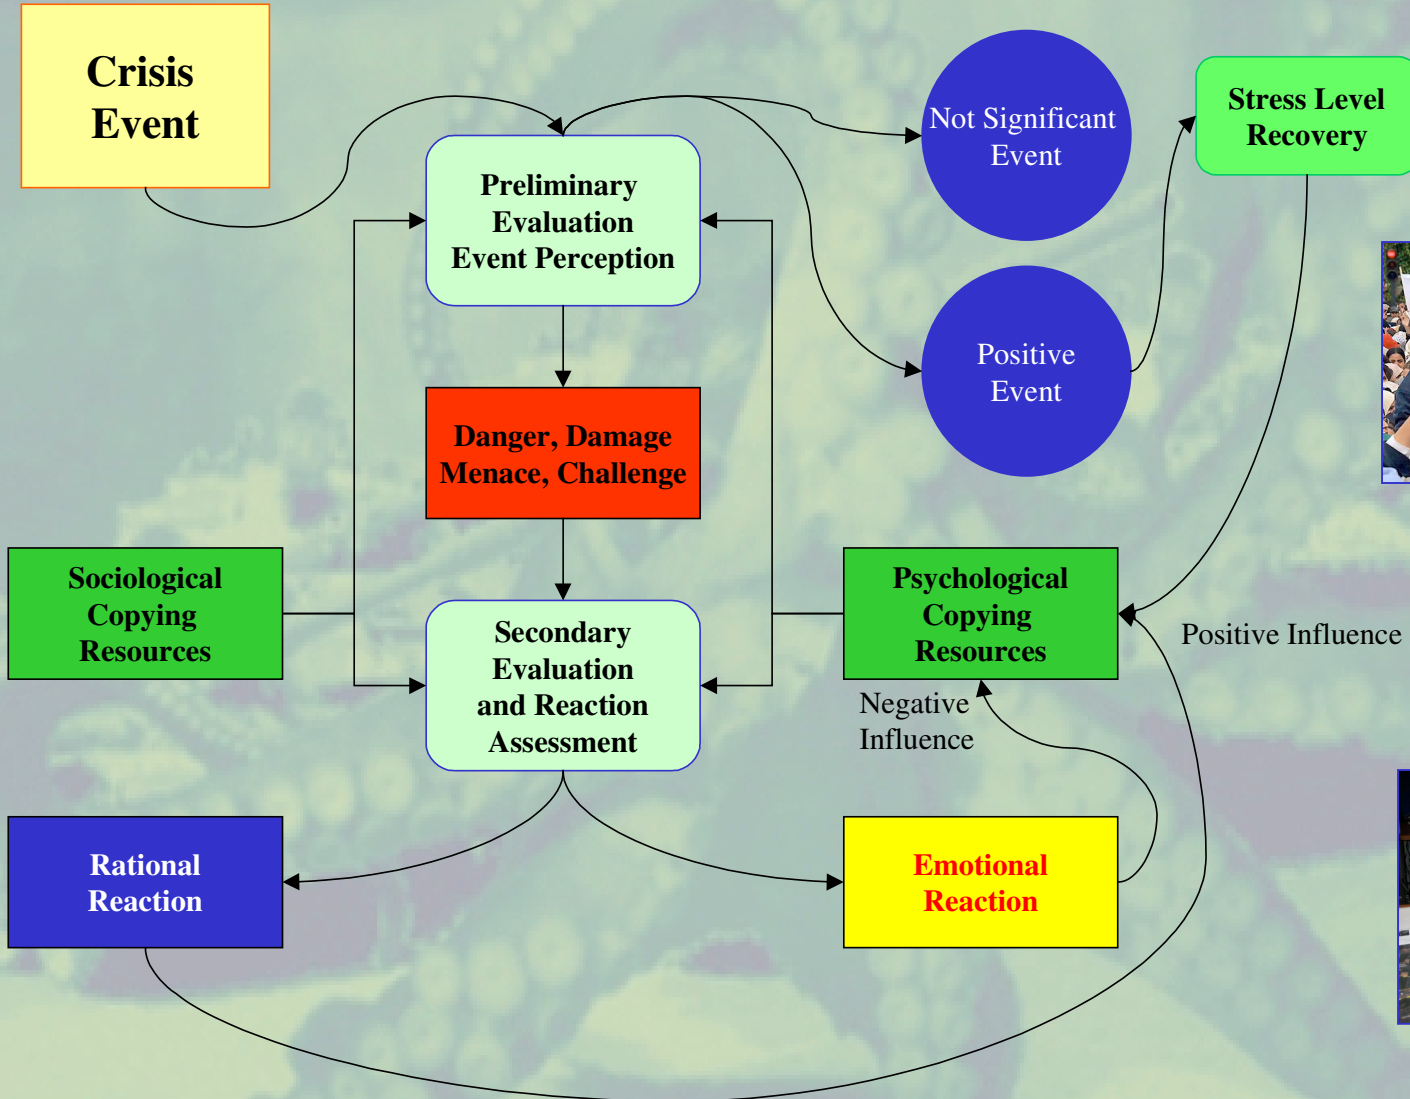 Crisis
Event
Not Significant
Event
Stress Level
Recovery
Preliminary
Evaluation
Event Perception
Positive
Event
Danger, Damage
Menace, Challenge
Sociological
Copying
Resources
Psychological
Copying
Resources
Secondary
Evaluation
and Reaction
Assessment
Positive Influence
Negative
Influence
Rational
Reaction
Emotional
Reaction